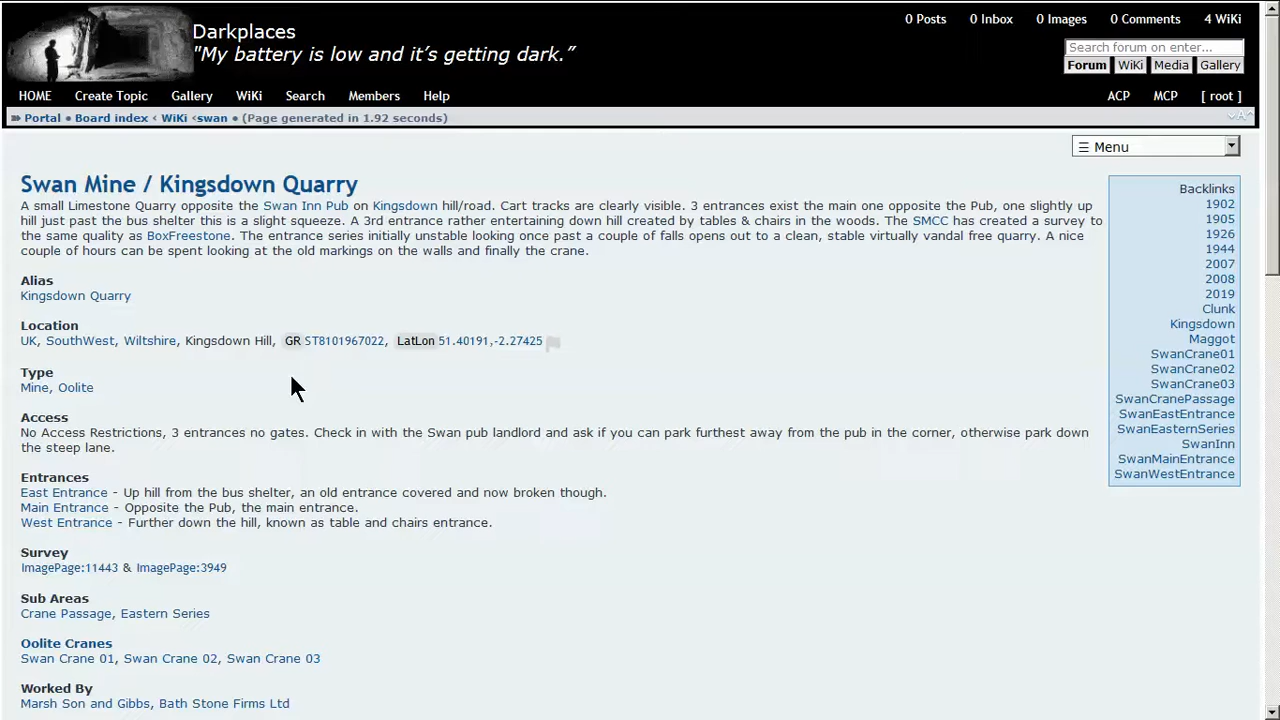 Darkplaces
"My battery is low and it’s getting dark.”
0 Posts 0 Inbox 0 Images 0 Comments 4 WiKi
Search forum on enter...
Forum WiKi Media Gallery
HOME Create Topic Gallery WiKi Search Members Help ACP MCP [ root ]
Portal • Board index ‹ WiKi ‹swan • (Page generated in 1.92 seconds)
☰ Menu
Swan Mine / Kingsdown Quarry
A small Limestone Quarry opposite the Swan Inn Pub on Kingsdown hill/road. Cart tracks are clearly visible. 3 entrances exist the main one opposite the Pub, one slightly up
hill just past the bus shelter this is a slight squeeze. A 3rd entrance rather entertaining down hill created by tables & chairs in the woods. The SMCC has created a survey to
the same quality as BoxFreestone. The entrance series initially unstable looking once past a couple of falls opens out to a clean, stable virtually vandal free quarry. A nice
couple of hours can be spent looking at the old markings on the walls and finally the crane.
Alias
Kingsdown Quarry
Location
UK, SouthWest, Wiltshire, Kingsdown Hill, GR ST8101967022, LatLon 51.40191,-2.27425
Type
Mine, Oolite
Access
No Access Restrictions, 3 entrances no gates. Check in with the Swan pub landlord and ask if you can park furthest away from the pub in the corner, otherwise park down
the steep lane.
Entrances
East Entrance - Up hill from the bus shelter, an old entrance covered and now broken though.
Main Entrance - Opposite the Pub, the main entrance.
West Entrance - Further down the hill, known as table and chairs entrance.
Survey
ImagePage:11443 & ImagePage:3949
Sub Areas
Crane Passage, Eastern Series
Oolite Cranes
Swan Crane 01, Swan Crane 02, Swan Crane 03
Worked By
Marsh Son and Gibbs, Bath Stone Firms Ltd
Backlinks
1902
1905
1926
1944
2007
2008
2019
Clunk
Kingsdown
Maggot
SwanCrane01
SwanCrane02
SwanCrane03
SwanCranePassage
SwanEastEntrance
SwanEasternSeries
SwanInn
SwanMainEntrance
SwanWestEntrance